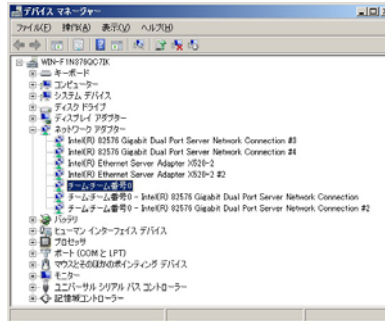 デバイス マネージャー
ファイル(F) 操作(A) 表示(V) ヘルプ(H)
WIN-F1N876QC7IK
キーボード
コンピューター
システム デバイス
ディスク ドライブ
ディスプレイ アダプター
ネットワーク アダプター
Intel(R) 82576 Gigabit Dual Port Server Network Connection #3
Intel(R) 82576 Gigabit Dual Port Server Network Connection #4
Intel(R) Ethernet Server Adapter X520-2
Intel(R) Ethernet Server Adapter X520-2 #2
チームチーム番号0
チームチーム番号0 - Intel(R) 82576 Gigabit Dual Port Server Network Connection
チームチーム番号0 - Intel(R) 82576 Gigabit Dual Port Server Network Connection #2
バッテリ
ヒューマン インターフェイス デバイス
プロセッサ
ポート (COM と LPT)
マウスとそのほかのポインティング デバイス
モニター
ユニバーサル シリアル バス コントローラー
記憶域コントローラー